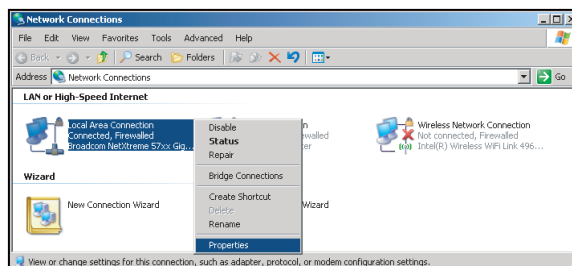 Network Connections
File Edit View Favorites Tools Advanced Help
Back Search Folders
Address Network Connections Go
LAN or High-Speed Internet
Local Area Connection
Connected, Firewalled
Broadcom NetXtreme 57xx Gig...
Disable
Status
Repair
Bridge Connections
Create Shortcut
Delete
Rename
Properties
Wireless Network Connection
Not connected, Firewalled
Intel(R) Wireless WiFi Link 496...
Wizard
New Connection Wizard
Wizard
View or change settings for this connection, such as adapter, protocol, or modem configuration settings.